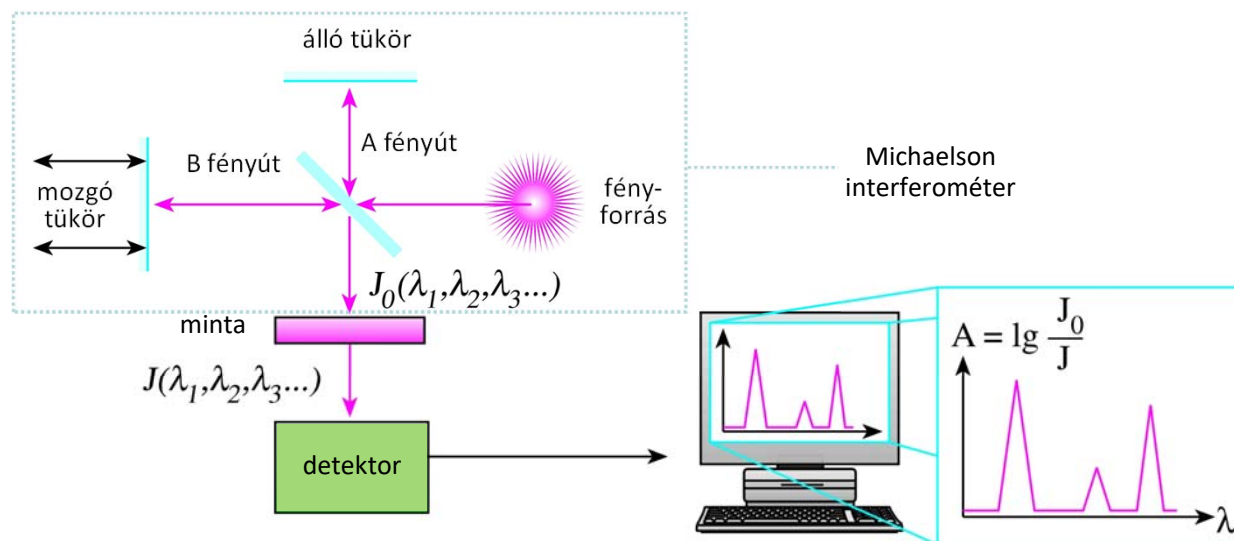 álló tükör
A fényút
B fényút
mozgó
tükör
fény-
forrás
Michaelson
interferométer
J₀(λ₁,λ₂,λ₃...)
minta
J(λ₁,λ₂,λ₃...)
detektor
A = lg J₀/J
λ